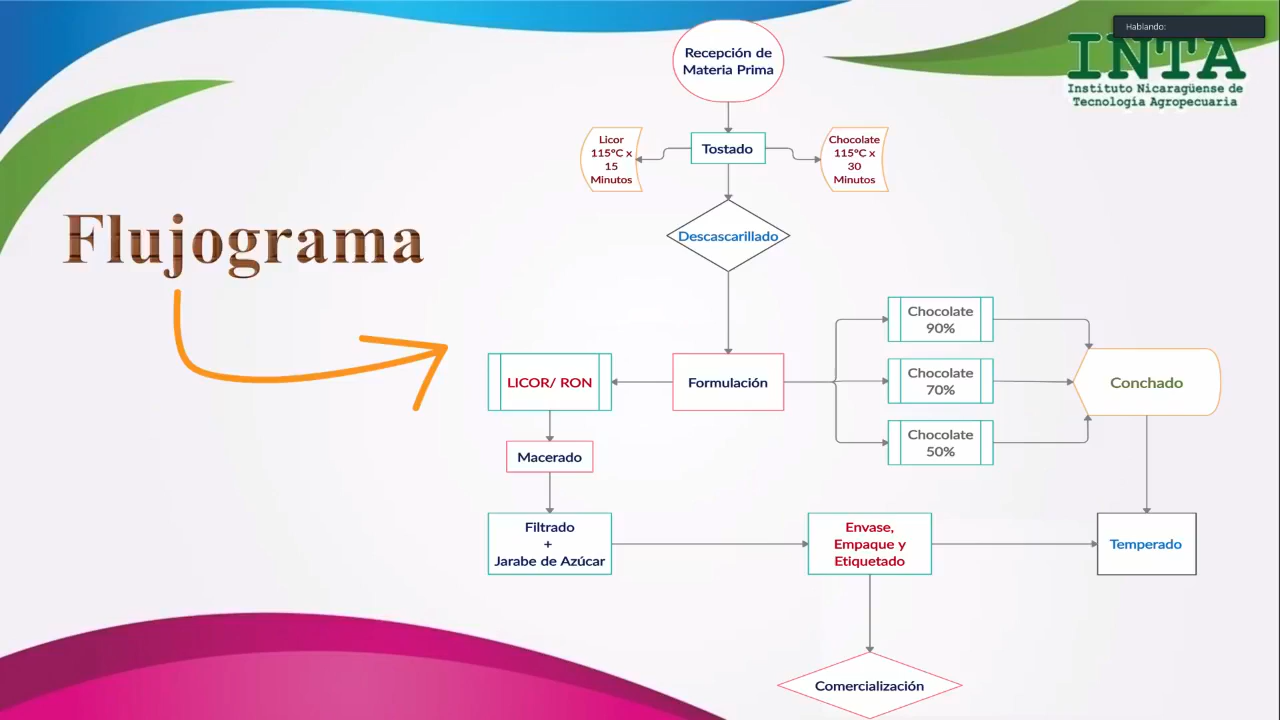 Hablando:
INTA
Instituto Nicaragüense de
Tecnología Agropecuaria
Flujograma
Recepción de
Materia Prima
Tostado
Licor
115°C x
15
Minutos
Chocolate
115°C x
30
Minutos
Descascarillado
Formulación
LICOR/ RON
Chocolate
90%
Chocolate
70%
Chocolate
50%
Conchado
Macerado
Filtrado
+
Jarabe de Azúcar
Envase,
Empaque y
Etiquetado
Temperado
Comercialización